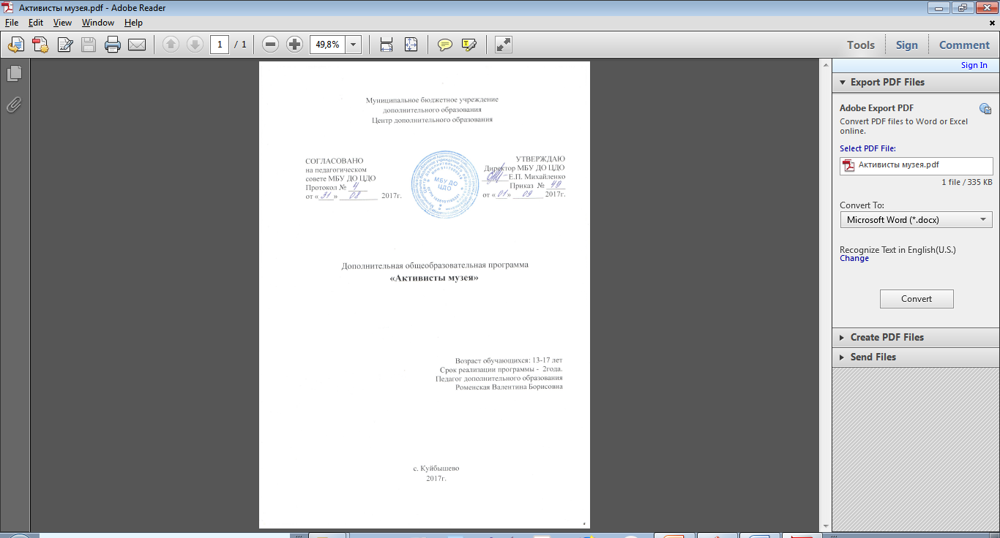 Активисты музея.pdf - Adobe Reader
File Edit View Window Help
1 / 1 49,8% Tools Sign Comment
Sign In
Export PDF Files
Adobe Export PDF
Convert PDF files to Word or Excel
online.
Select PDF File:
Активисты музея.pdf
1 file / 335 KB
Convert To:
Microsoft Word (*.docx)
Recognize Text in English(U.S.)
Change
Convert
Create PDF Files
Send Files
Муниципальное бюджетное учреждение
дополнительного образования
Центр дополнительного образования
СОГЛАСОВАНО
на педагогическом
совете МБУ ДО ЦДО
Протокол № 4
от «31» 08 2017г.
МБУ ДО
ЦДО
УТВЕРЖДАЮ
Директор МБУ ДО ЦДО
Е.П. Михайленко
Приказ № 49
от «01» 09 2017г.
Дополнительная общеобразовательная программа
«Активисты музея»
Возраст обучающихся: 13-17 лет
Срок реализации программы - 2года.
Педагог дополнительного образования
Роменская Валентина Борисовна
с. Куйбышево
2017г.